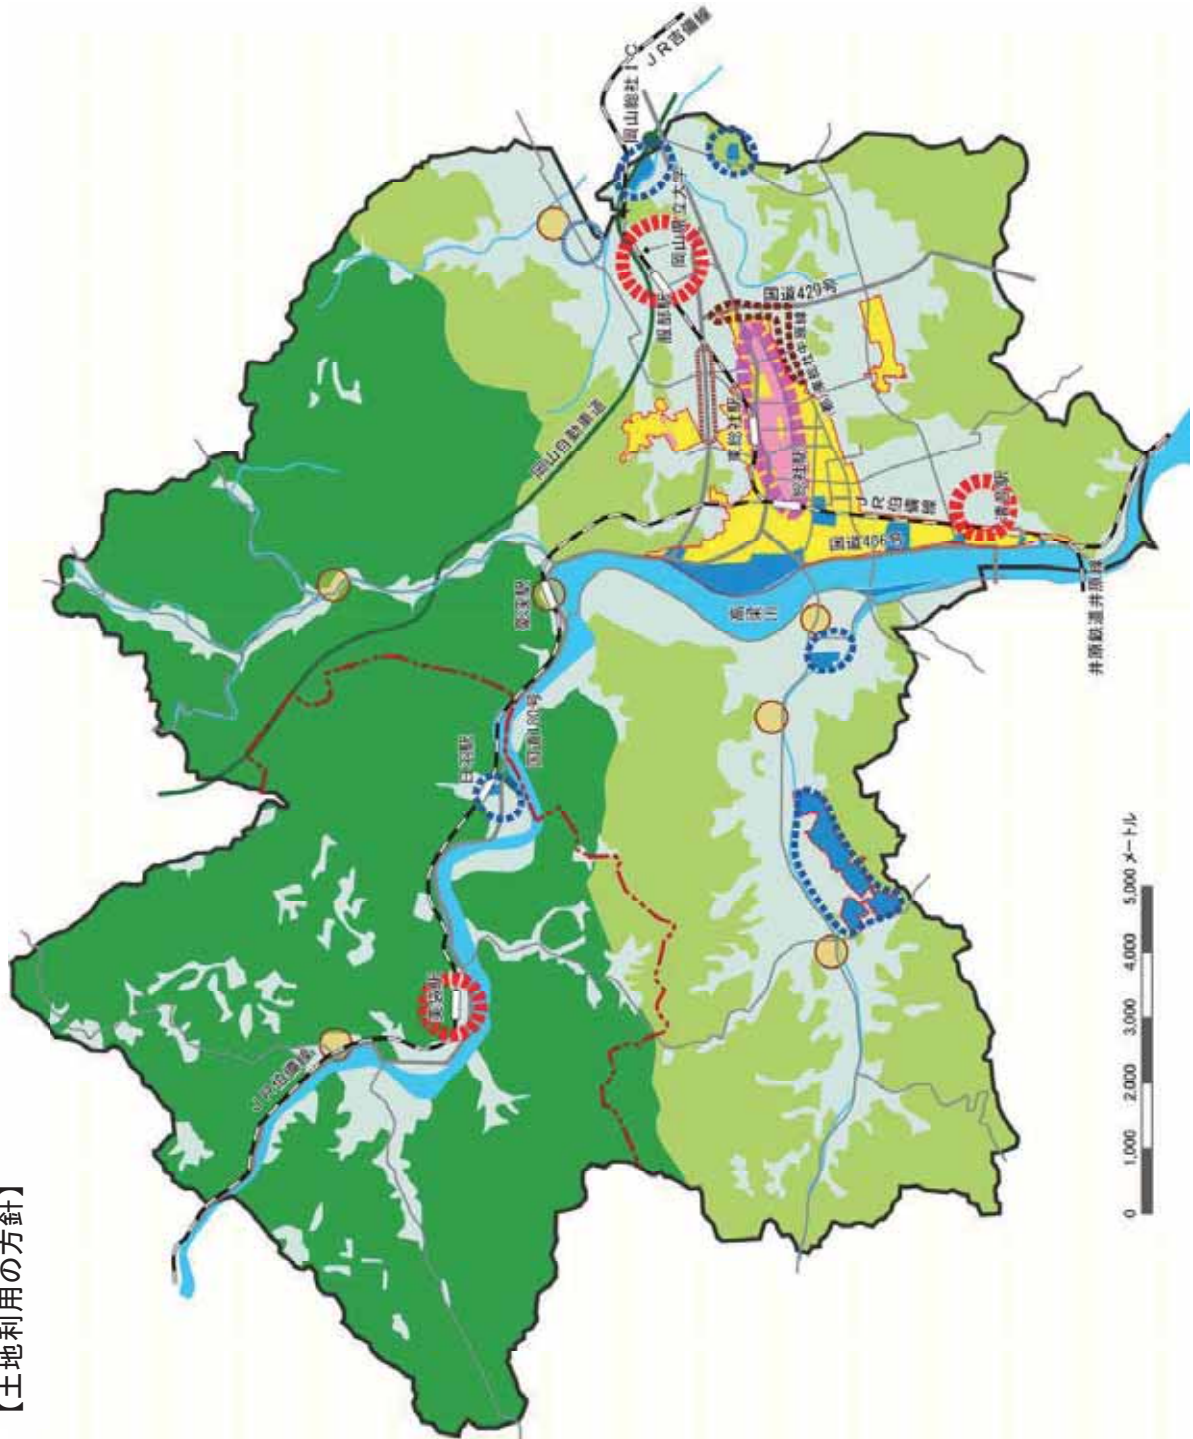 【土地利用の方針】
JR吉備線
岡山総社IC
岡山県立大学
服部駅
国道429号
岡山自動車道
東総社駅
総社駅
JR伯備線
清音駅
国道486号
高梁川
井原鉄道井原線
豪渓駅
国道180号
日羽駅
美袋駅
JR伯備線
0 1,000 2,000 3,000 4,000 5,000 メートル